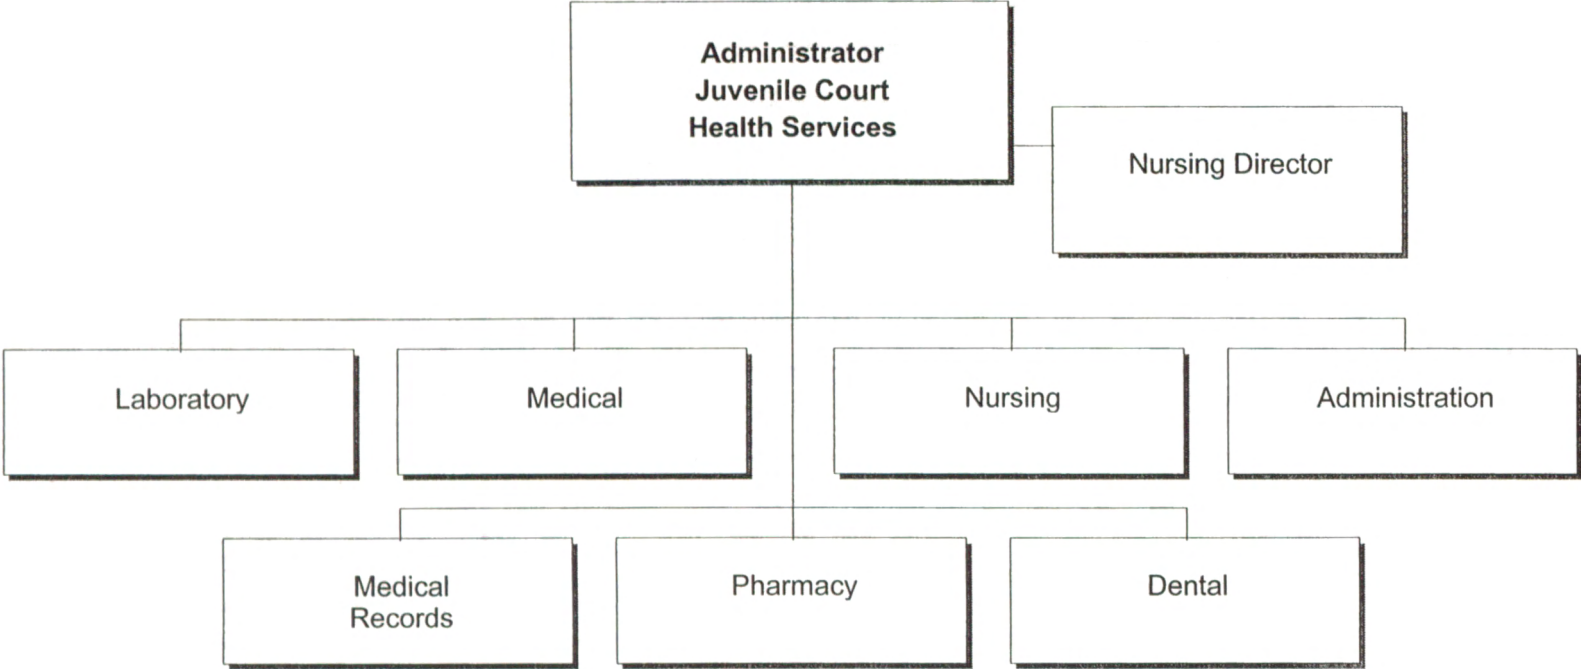 Administrator
Juvenile Court
Health Services
Nursing Director
Laboratory
Medical
Nursing
Administration
Medical
Records
Pharmacy
Dental